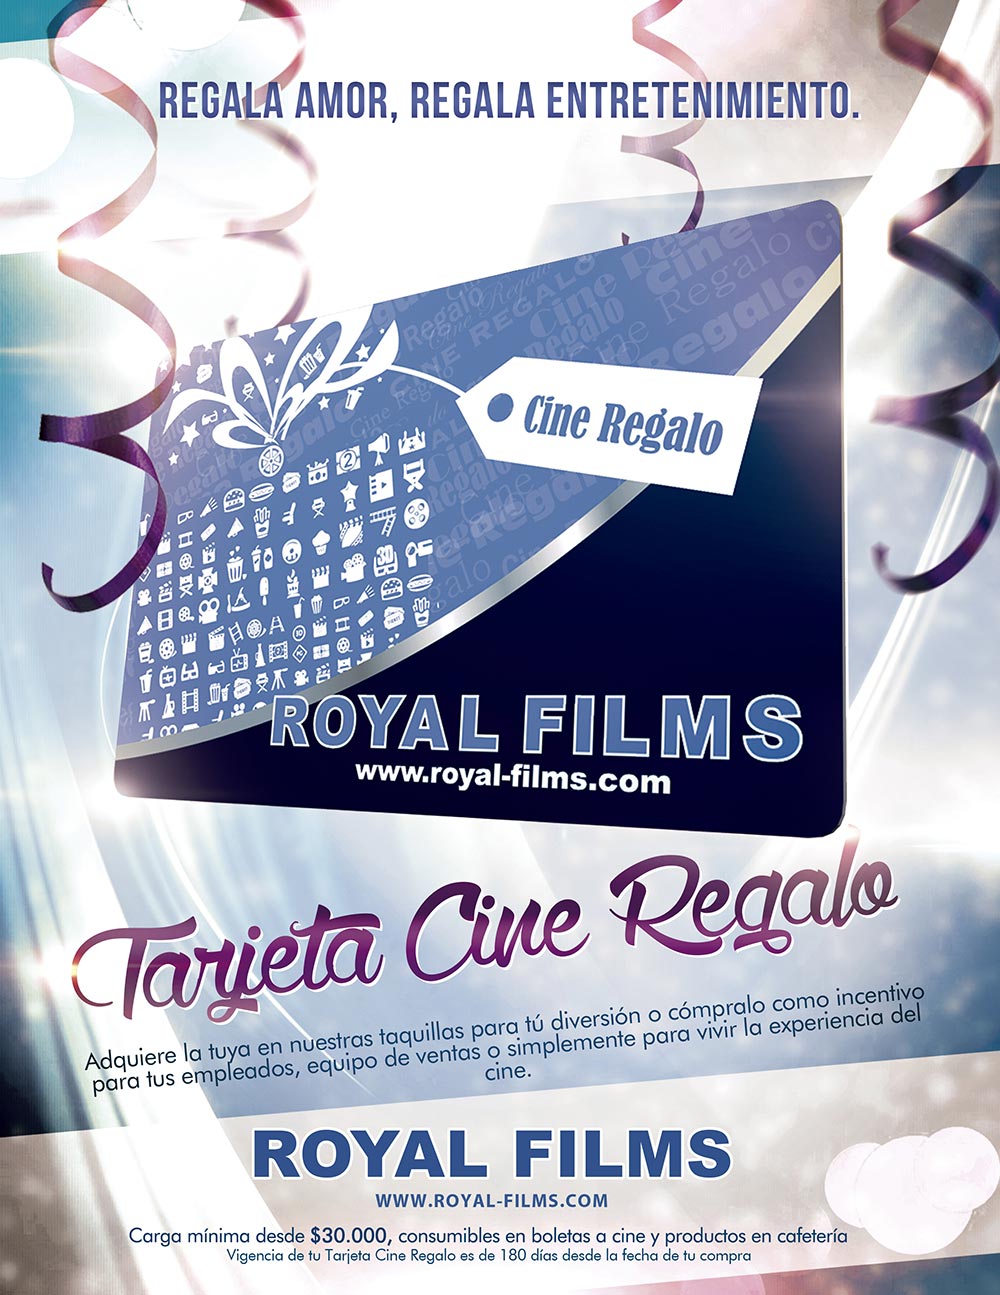 REGALA AMOR, REGALA ENTRETENIMIENTO.
Cine Regalo
ROYAL FILMS
www.royal-films.com
Tarjeta Cine Regalo
Adquiere la tuya en nuestras taquillas para tú diversión o cómpralo como incentivo
para tus empleados, equipo de ventas o simplemente para vivir la experiencia del
cine.
ROYAL FILMS
WWW.ROYAL-FILMS.COM
Carga mínima desde $30.000, consumibles en boletas a cine y productos en cafetería
Vigencia de tu Tarjeta Cine Regalo es de 180 días desde la fecha de tu compra